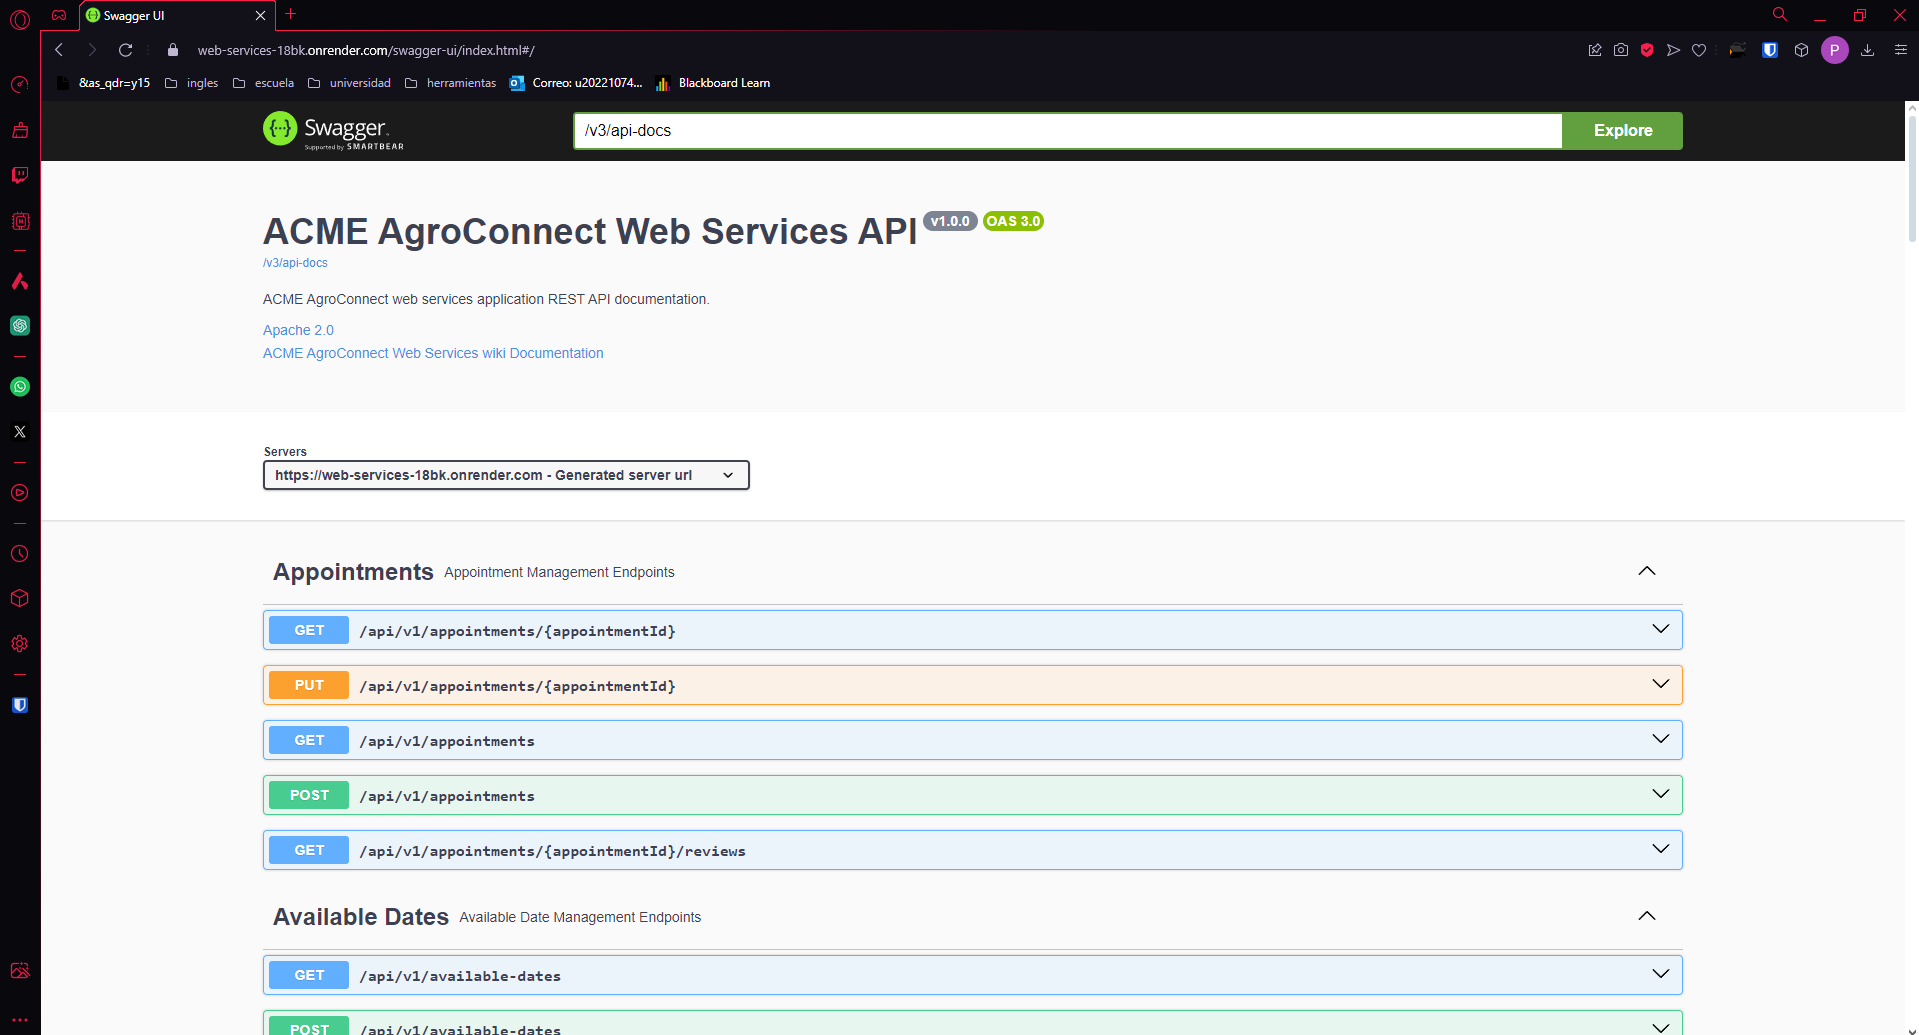 Swagger UI
web-services-18bk.onrender.com/swagger-ui/index.html#/
P
&as_qdr=y15 ingles escuela universidad herramientas Correo: u20221074... Blackboard Learn
Swagger
Supported by SMARTBEAR
/v3/api-docs
Explore
ACME AgroConnect Web Services API v1.0.0 OAS 3.0
/v3/api-docs
ACME AgroConnect web services application REST API documentation.
Apache 2.0
ACME AgroConnect Web Services wiki Documentation
Servers
https://web-services-18bk.onrender.com - Generated server url
Appointments Appointment Management Endpoints
GET /api/v1/appointments/{appointmentId}
PUT /api/v1/appointments/{appointmentId}
GET /api/v1/appointments
POST /api/v1/appointments
GET /api/v1/appointments/{appointmentId}/reviews
Available Dates Available Date Management Endpoints
GET /api/v1/available-dates
POST /api/v1/available-dates